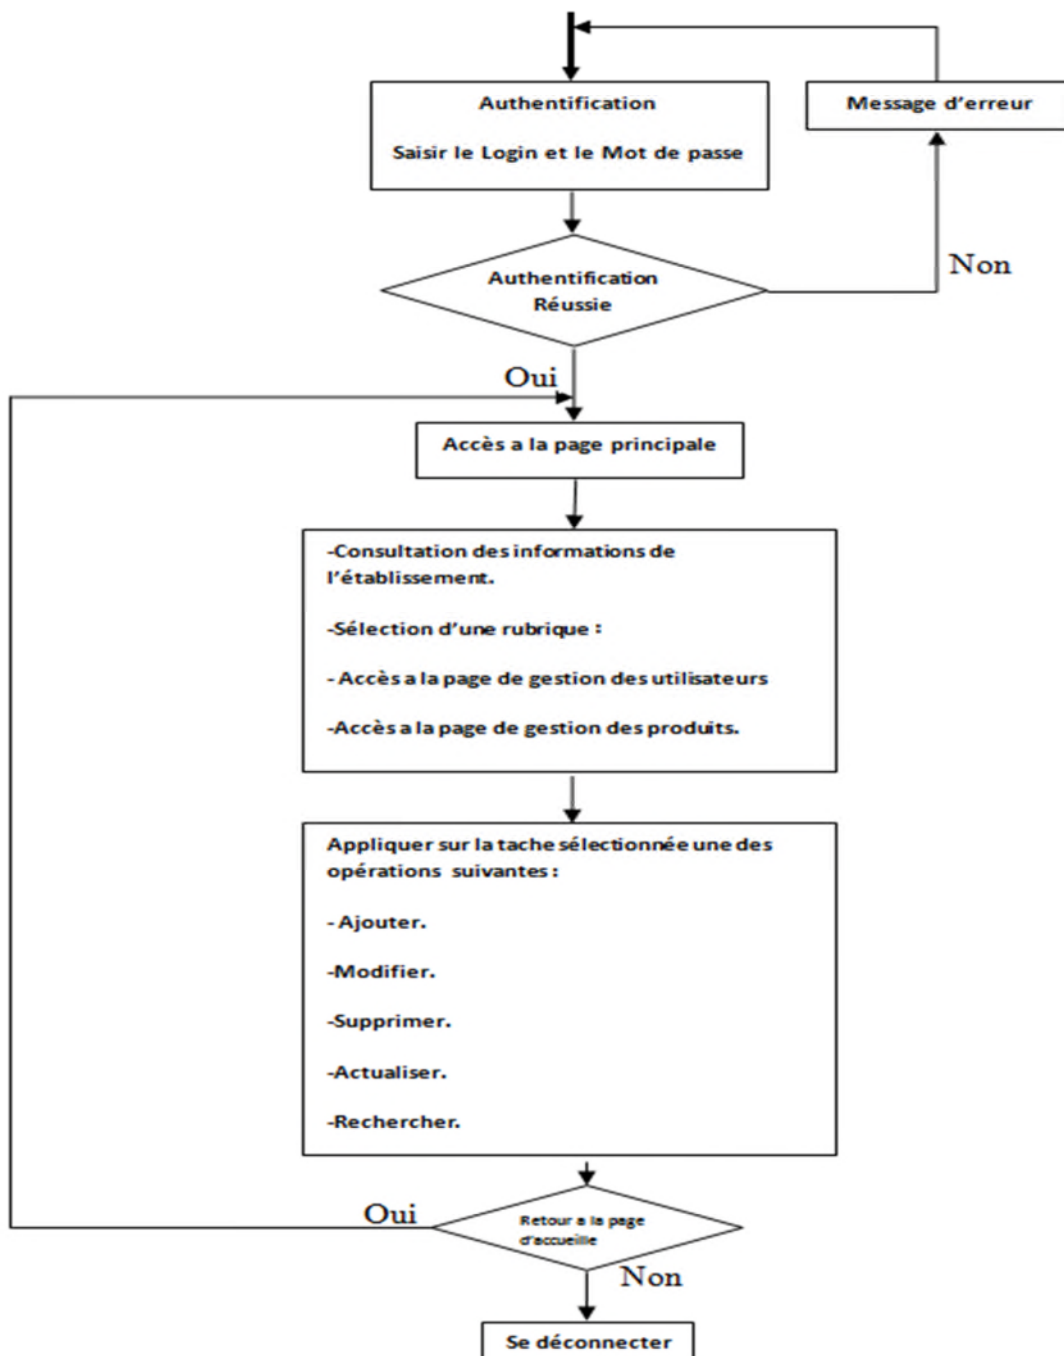 Authentification
Saisir le Login et le Mot de passe
Message d'erreur
Authentification
Réussie
Non
Oui
Accès a la page principale
-Consultation des informations de
l'établissement.
-Sélection d'une rubrique :
- Accès a la page de gestion des utilisateurs
-Accès a la page de gestion des produits.
Appliquer sur la tache sélectionnée une des
opérations suivantes :
- Ajouter.
-Modifier.
-Supprimer.
-Actualiser.
-Rechercher.
Oui
Retour a la page
d'accueille
Non
Se déconnecter